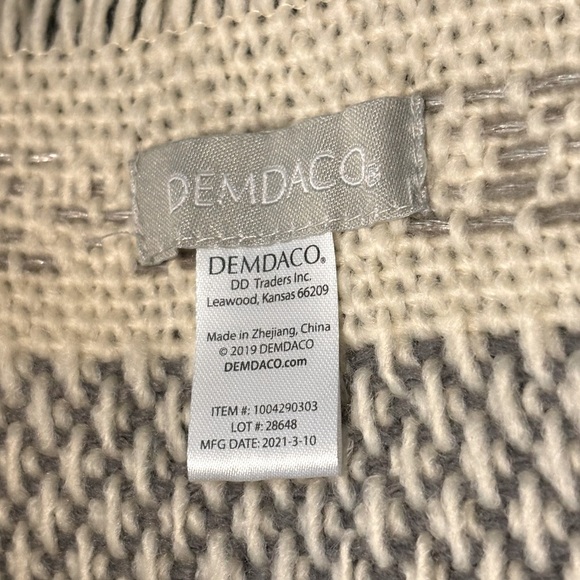 DEMDACO®
DEMDACO®
DD Traders Inc.
Leawood, Kansas 66209
Made in Zhejiang, China
© 2019 DEMDACO
DEMDACO.com
ITEM #: 1004290303
LOT #: 28648
MFG DATE: 2021-3-10